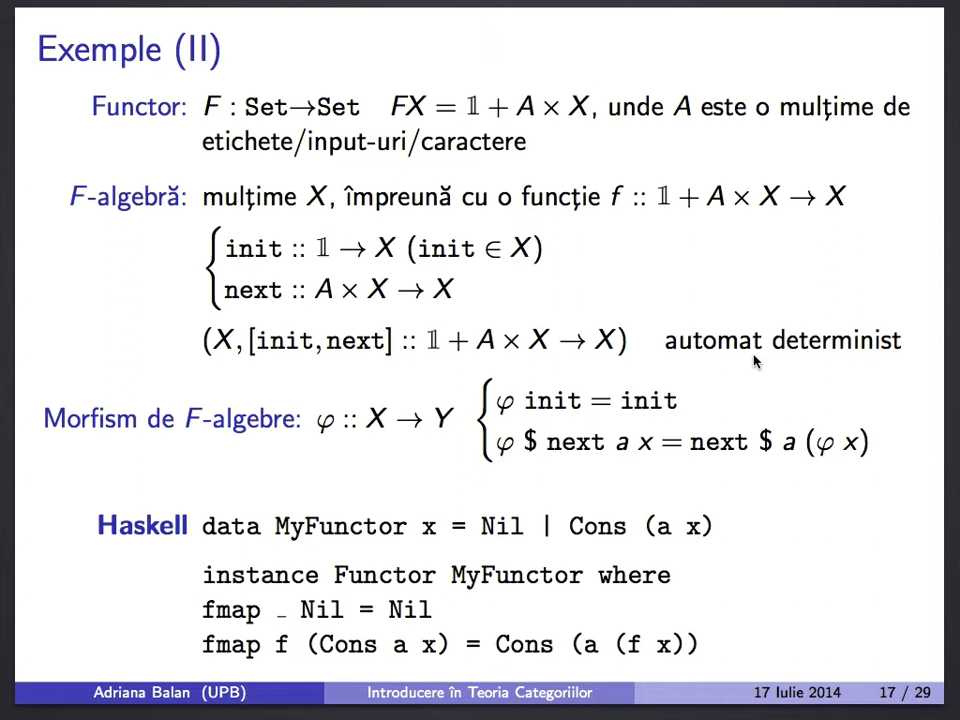 Exemple (II)
Functor: F : Set→Set FX = 𝟙 + A × X, unde A este o mulțime de
etichete/input-uri/caractere
F-algebră: mulțime X, împreună cu o funcție f :: 𝟙 + A × X → X
init :: 𝟙 → X (init ∈ X)
next :: A × X → X
(X, [init, next] :: 𝟙 + A × X → X) automat determinist
Morfism de F-algebre: φ :: X → Y
φ init = init
φ $ next a x = next $ a (φ x)
Haskell data MyFunctor x = Nil | Cons (a x)
instance Functor MyFunctor where
fmap _ Nil = Nil
fmap f (Cons a x) = Cons (a (f x))
Adriana Balan (UPB) Introducere în Teoria Categoriilor 17 Iulie 2014 17 / 29